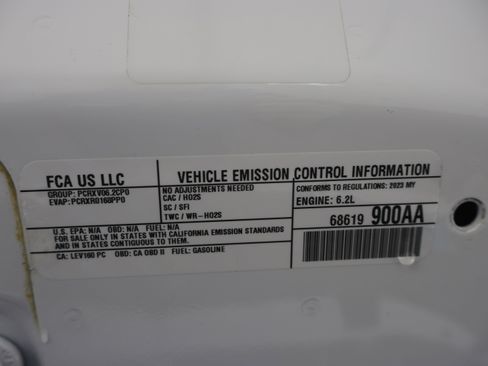 FCA US LLC
VEHICLE EMISSION CONTROL INFORMATION
GROUP: PCRXV06.2CP0
EVAP: PCRXR0168PP0
NO ADJUSTMENTS NEEDED
CAC / HO2S
SC / SFI
TWC / WR-HO2S
CONFORMS TO REGULATIONS: 2023 MY
ENGINE: 6.2L
68619 900AA
U.S. EPA: N/A OBD: N/A FUEL: N/A
FOR SALE ONLY IN STATES WITH CALIFORNIA EMISSION STANDARDS
AND IN STATES CONTIGUOUS TO THEM.
CA: LEV160 PC OBD: CA OBD II FUEL: GASOLINE